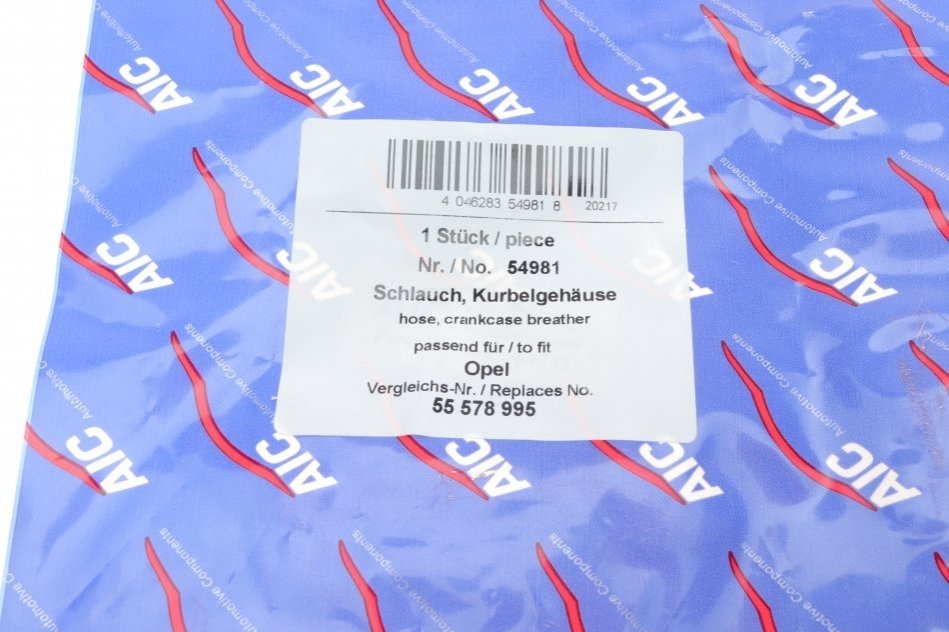 4 046283 54981 8 20217
1 Stück / piece
Nr. / No. 54981
Schlauch, Kurbelgehäuse
hose, crankcase breather
passend für / to fit
Opel
Vergleichs-Nr. / Replaces No.
55 578 995
AIC
Automotive Components